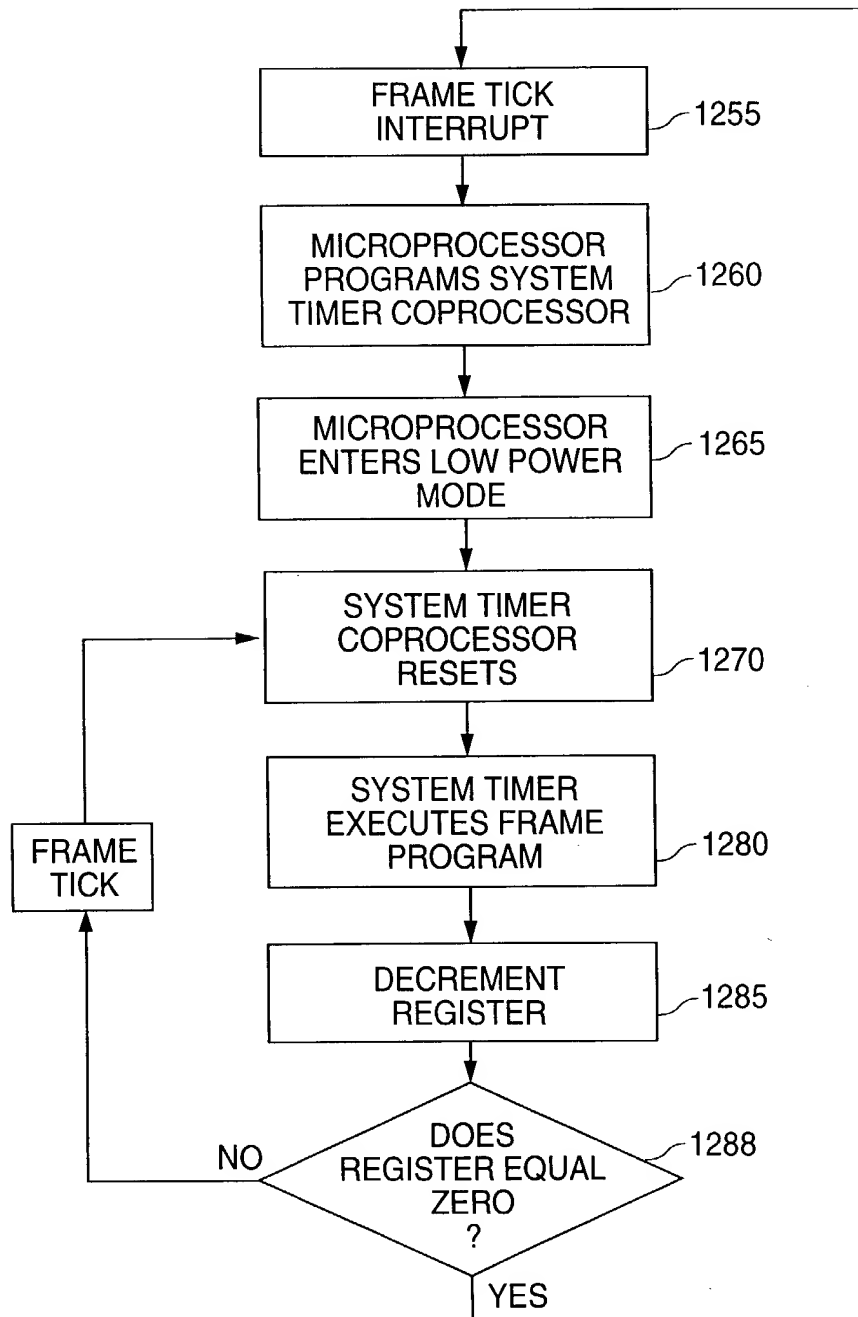 FRAME TICK
INTERRUPT
1255
MICROPROCESSOR
PROGRAMS SYSTEM
TIMER COPROCESSOR
1260
MICROPROCESSOR
ENTERS LOW POWER
MODE
1265
SYSTEM TIMER
COPROCESSOR
RESETS
1270
SYSTEM TIMER
EXECUTES FRAME
PROGRAM
1280
FRAME
TICK
DECREMENT
REGISTER
1285
DOES
REGISTER EQUAL
ZERO
?
1288
NO
YES